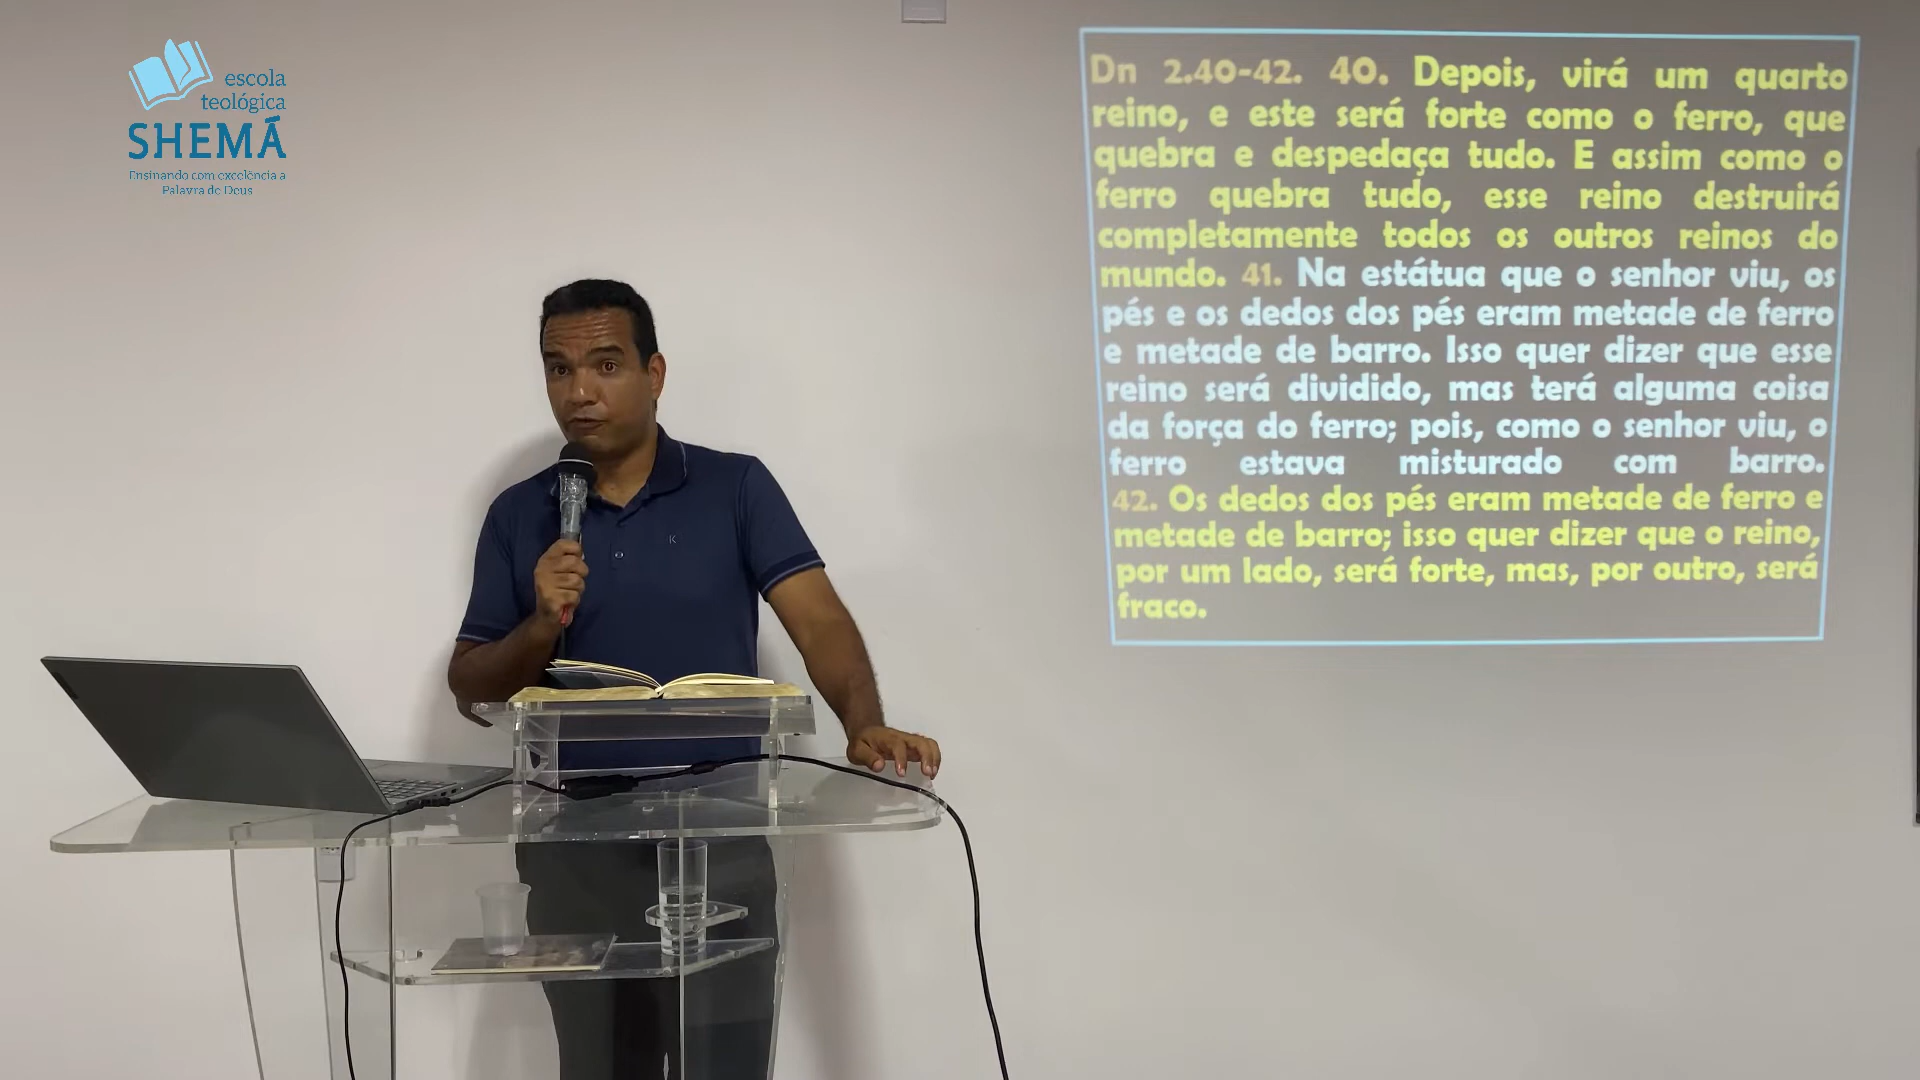 escola
teológica
SHEMÁ
Ensinando com excelência a
Palavra de Deus
Dn 2.40-42. 40. Depois, virá um quarto
reino, e este será forte como o ferro, que
quebra e despedaça tudo. E assim como o
ferro quebra tudo, esse reino destruirá
completamente todos os outros reinos do
mundo. 41. Na estátua que o senhor viu, os
pés e os dedos dos pés eram metade de ferro
e metade de barro. Isso quer dizer que esse
reino será dividido, mas terá alguma coisa
da força do ferro; pois, como o senhor viu, o
ferro estava misturado com barro.
42. Os dedos dos pés eram metade de ferro e
metade de barro; isso quer dizer que o reino,
por um lado, será forte, mas, por outro, será
fraco.
K